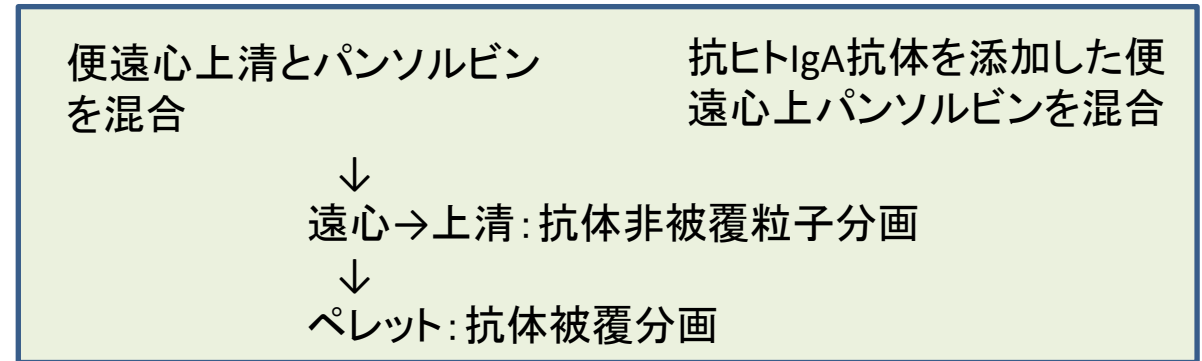 便遠心上清とパンソルビン
を混合
抗ヒトIgA抗体を添加した便
遠心上パンソルビンを混合
↓
遠心→上清：抗体非被覆粒子分画
↓
ペレット：抗体被覆分画